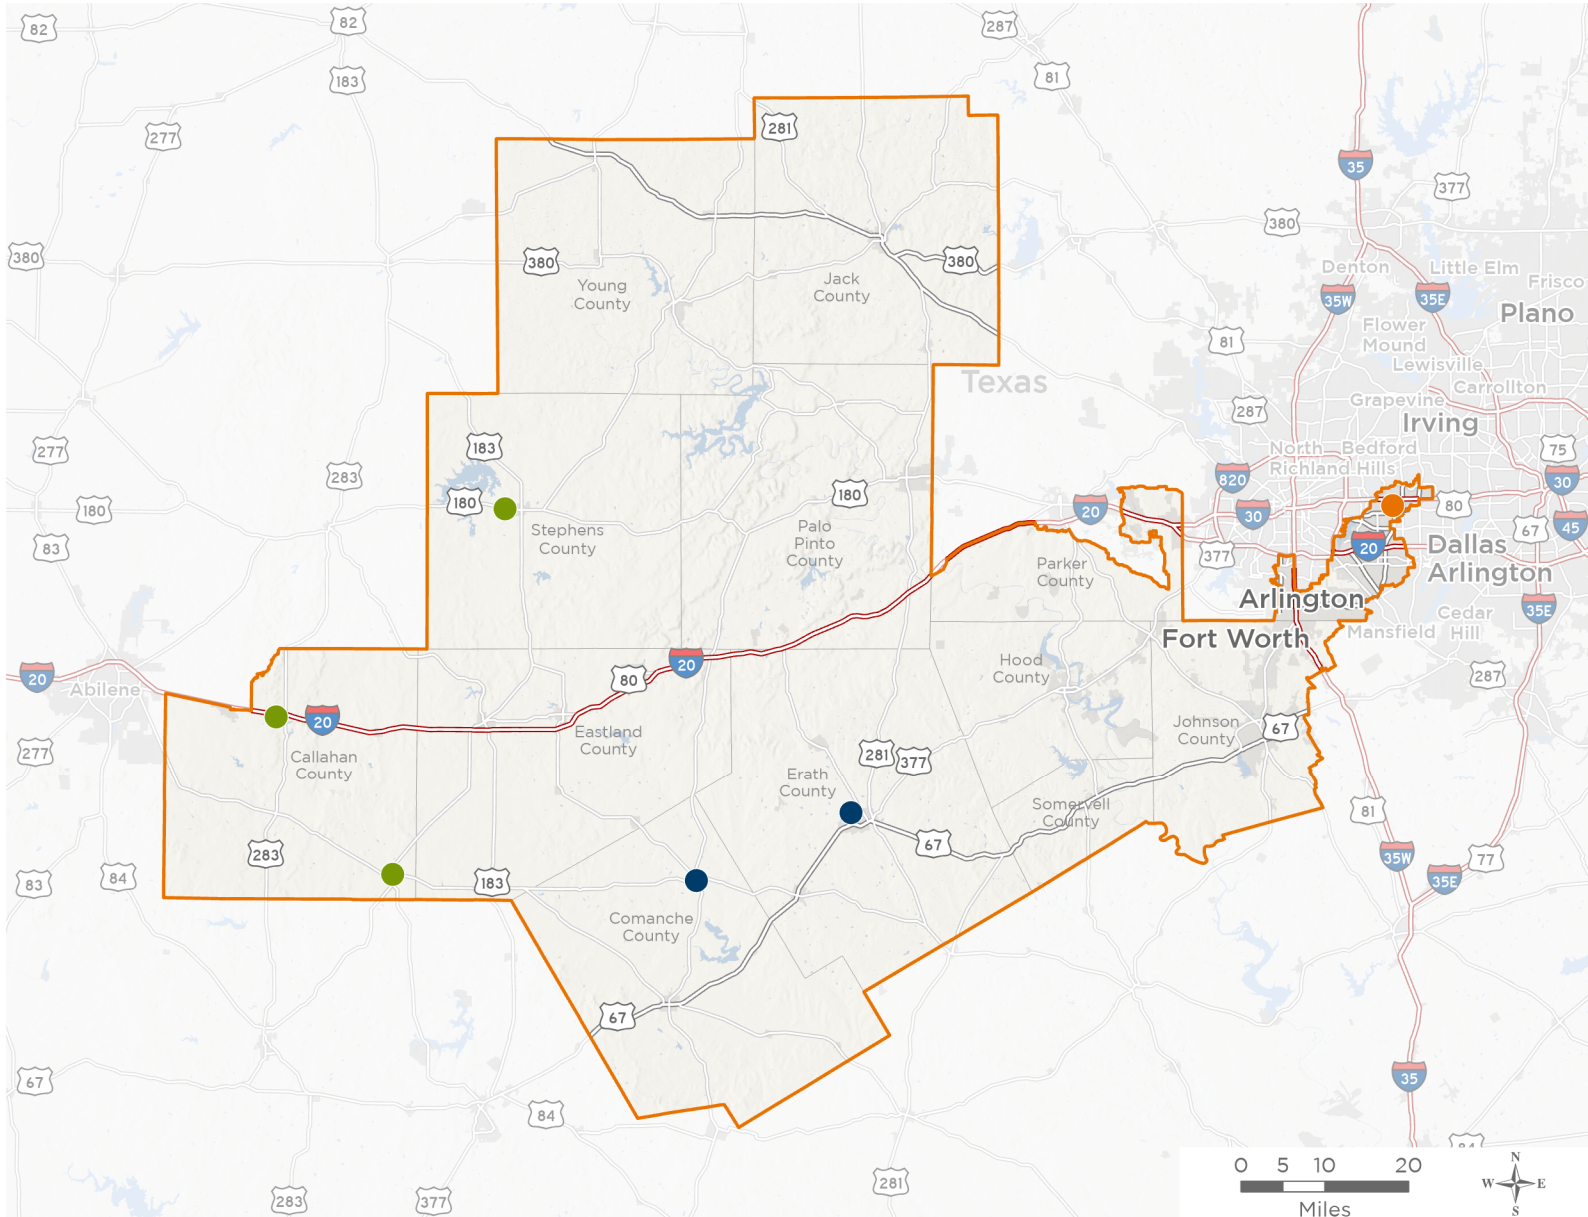 82
82
287
183
81
277
281
35
377
380
380
380
380
Denton
Little Elm
Frisco
Young
County
Jack
County
35W
35E
Plano
Flower
Mound
81
Lewisville
Texas
Carrollton
Grapevine
287
Irving
183
277
283
North
Richland Hills
Bedford
75
820
30
180
180
180
20
30
80
Stephens
County
Palo
Pinto
County
83
377
20
67
45
Dallas
Arlington
Parker
County
Arlington
35E
Cedar
Hill
Mansfield
Fort Worth
Hood
County
20
20
80
287
Abilene
20
Eastland
County
Johnson
County
67
277
Callahan
County
281
377
Erath
County
Somervell
County
81
67
283
183
83
84
35W
35E
77
Comanche
County
67
67
35
84
84
283
377
281
0 5 10 20
Miles
N
W E
S